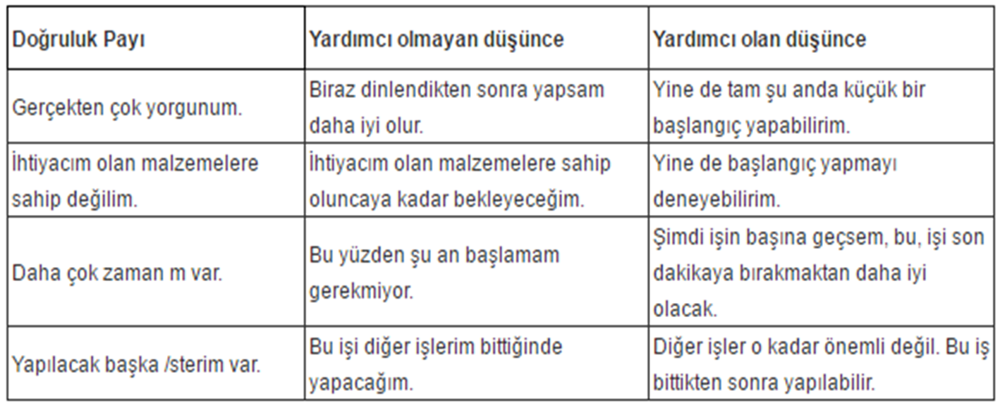 Doğruluk Payı
Yardımcı olmayan düşünce
Yardımcı olan düşünce
Gerçekten çok yorgunum.
Biraz dinlendikten sonra yapsam
daha iyi olur.
Yine de tam şu anda küçük bir
başlangıç yapabilirim.
İhtiyacım olan malzemelere
sahip değilim.
İhtiyacım olan malzemelere sahip
oluncaya kadar bekleyeceğim.
Yine de başlangıç yapmayı
deneyebilirim.
Daha çok zaman m var.
Bu yüzden şu an başlamam
gerekmiyor.
Şimdi işin başına geçsem, bu, işi son
dakikaya bırakmaktan daha iyi
olacak.
Yapılacak başka /sterim var.
Bu işi diğer işlerim bittiğinde
yapacağım.
Diğer işler o kadar önemli değil. Bu iş
bittikten sonra yapılabilir.